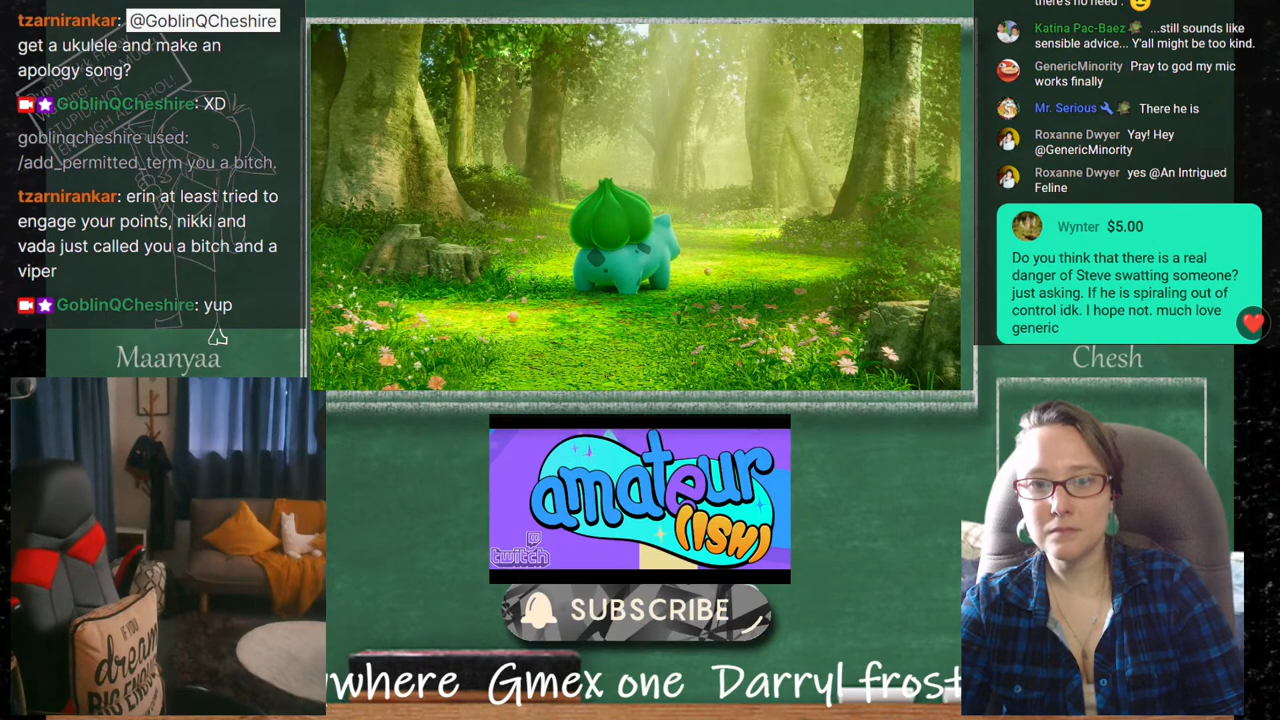 tzarnirankar: @GoblinQCheshire
get a ukulele and make an
apology song?
GoblinQCheshire: XD
goblinqcheshire used:
/add_permitted_term you a bitch.
tzarnirankar: erin at least tried to
engage your points, nikki and
vada just called you a bitch and a
viper
GoblinQCheshire: yup
Maanyaa
IF YOU
dream
BIG ENOUGH
amateur
(ISH)
twitch
SUBSCRIBE
where Gmex one Darryl frost
there's no need .
Katina Pac-Baez ...still sounds like
sensible advice... Y'all might be too kind.
GenericMinority Pray to god my mic
works finally
Mr. Serious There he is
Roxanne Dwyer Yay! Hey
@GenericMinority
Roxanne Dwyer yes @An Intrigued
Feline
Wynter $5.00
Do you think that there is a real
danger of Steve swatting someone?
just asking. If he is spiraling out of
control idk. I hope not. much love
generic
Chesh